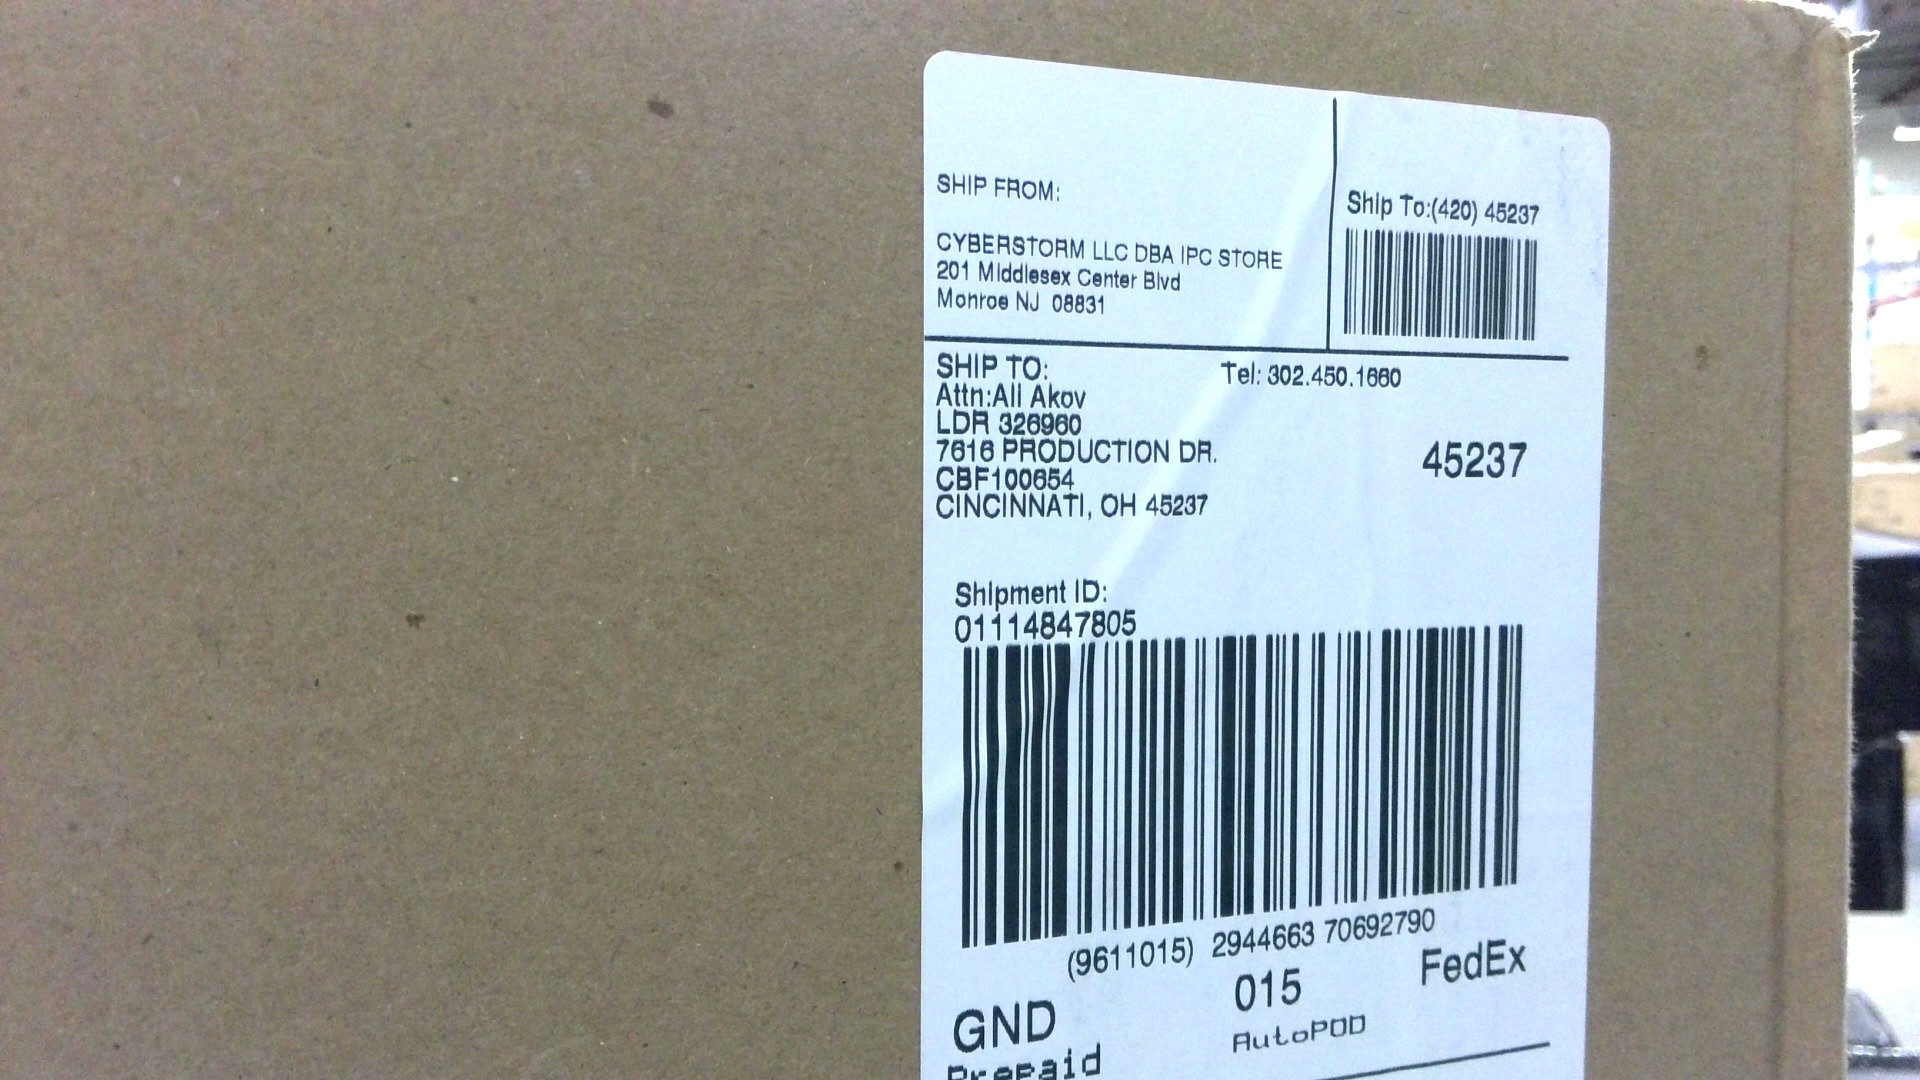 SHIP FROM:
CYBERSTORM LLC DBA IPC STORE
201 Middlesex Center Blvd
Monroe NJ 08831
Ship To:(420) 45237
SHIP TO:
Tel: 302.450.1660
Attn:Ali Akov
LDR 326960
7616 PRODUCTION DR.
CBF100654
CINCINNATI, OH 45237
45237
Shipment ID:
01114847805
(9611015) 2944663 70692790
GND
015
FedEx
Prepaid
AutoPOD